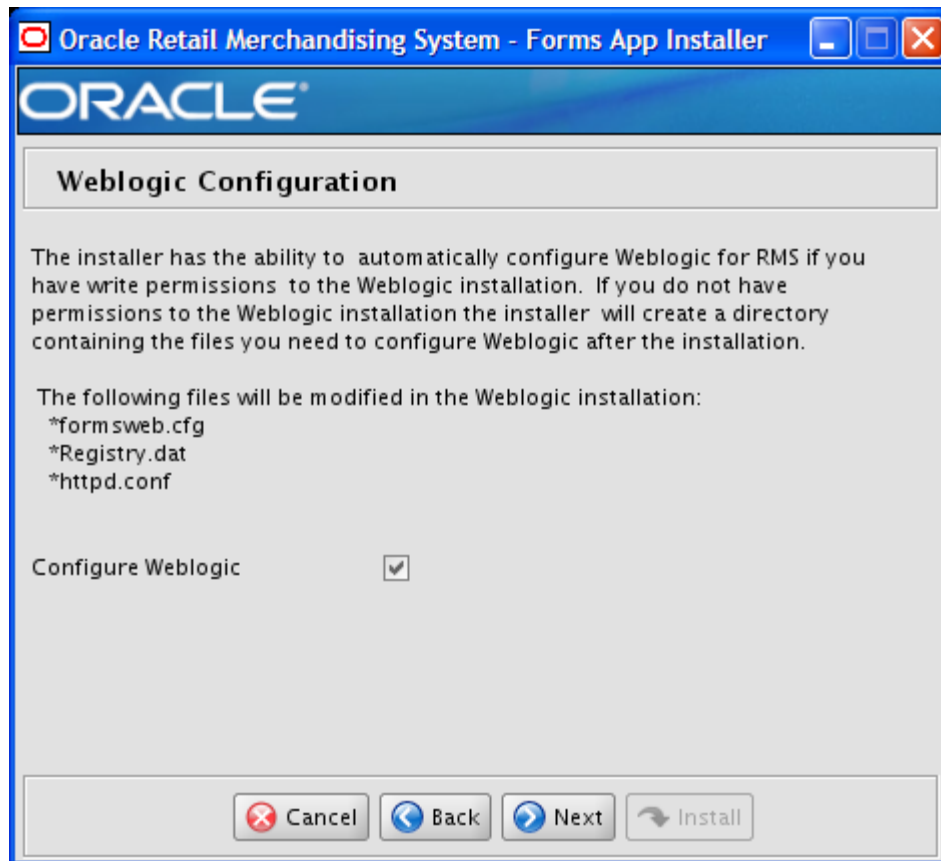 Oracle Retail Merchandising System - Forms App Installer
ORACLE
Weblogic Configuration
The installer has the ability to automatically configure Weblogic for RMS if you
have write permissions to the Weblogic installation. If you do not have
permissions to the Weblogic installation the installer will create a directory
containing the files you need to configure Weblogic after the installation.
The following files will be modified in the Weblogic installation:
*formsweb.cfg
*Registry.dat
*httpd.conf
Configure Weblogic
Cancel Back Next Install